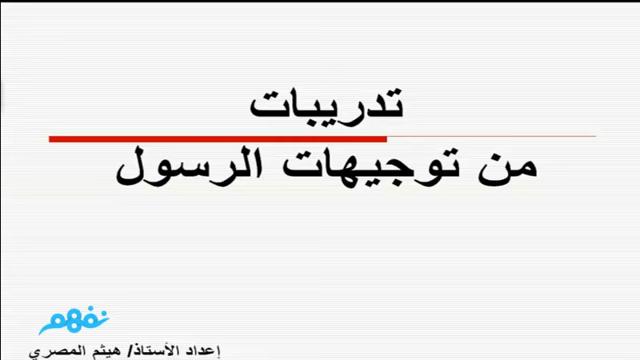 تدريبات
من توجيهات الرسول
نفهم
إعداد الأستاذ/ هيثم المصري